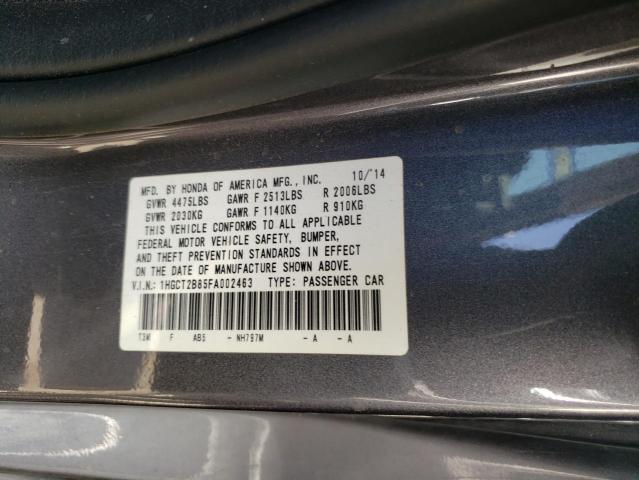 MFD. BY HONDA OF AMERICA MFG., INC. 10/'14
GVWR 4475LBS GAWR F 2513LBS R 2006LBS
GVWR 2030KG GAWR F 1140KG R 910KG
THIS VEHICLE CONFORMS TO ALL APPLICABLE
FEDERAL MOTOR VEHICLE SAFETY, BUMPER,
AND THEFT PREVENTION STANDARDS IN EFFECT
ON THE DATE OF MANUFACTURE SHOWN ABOVE.
V.I.N.: 1HGCT2B85FA002463 TYPE: PASSENGER CAR
T3M F AB5 - NH797M - A - A